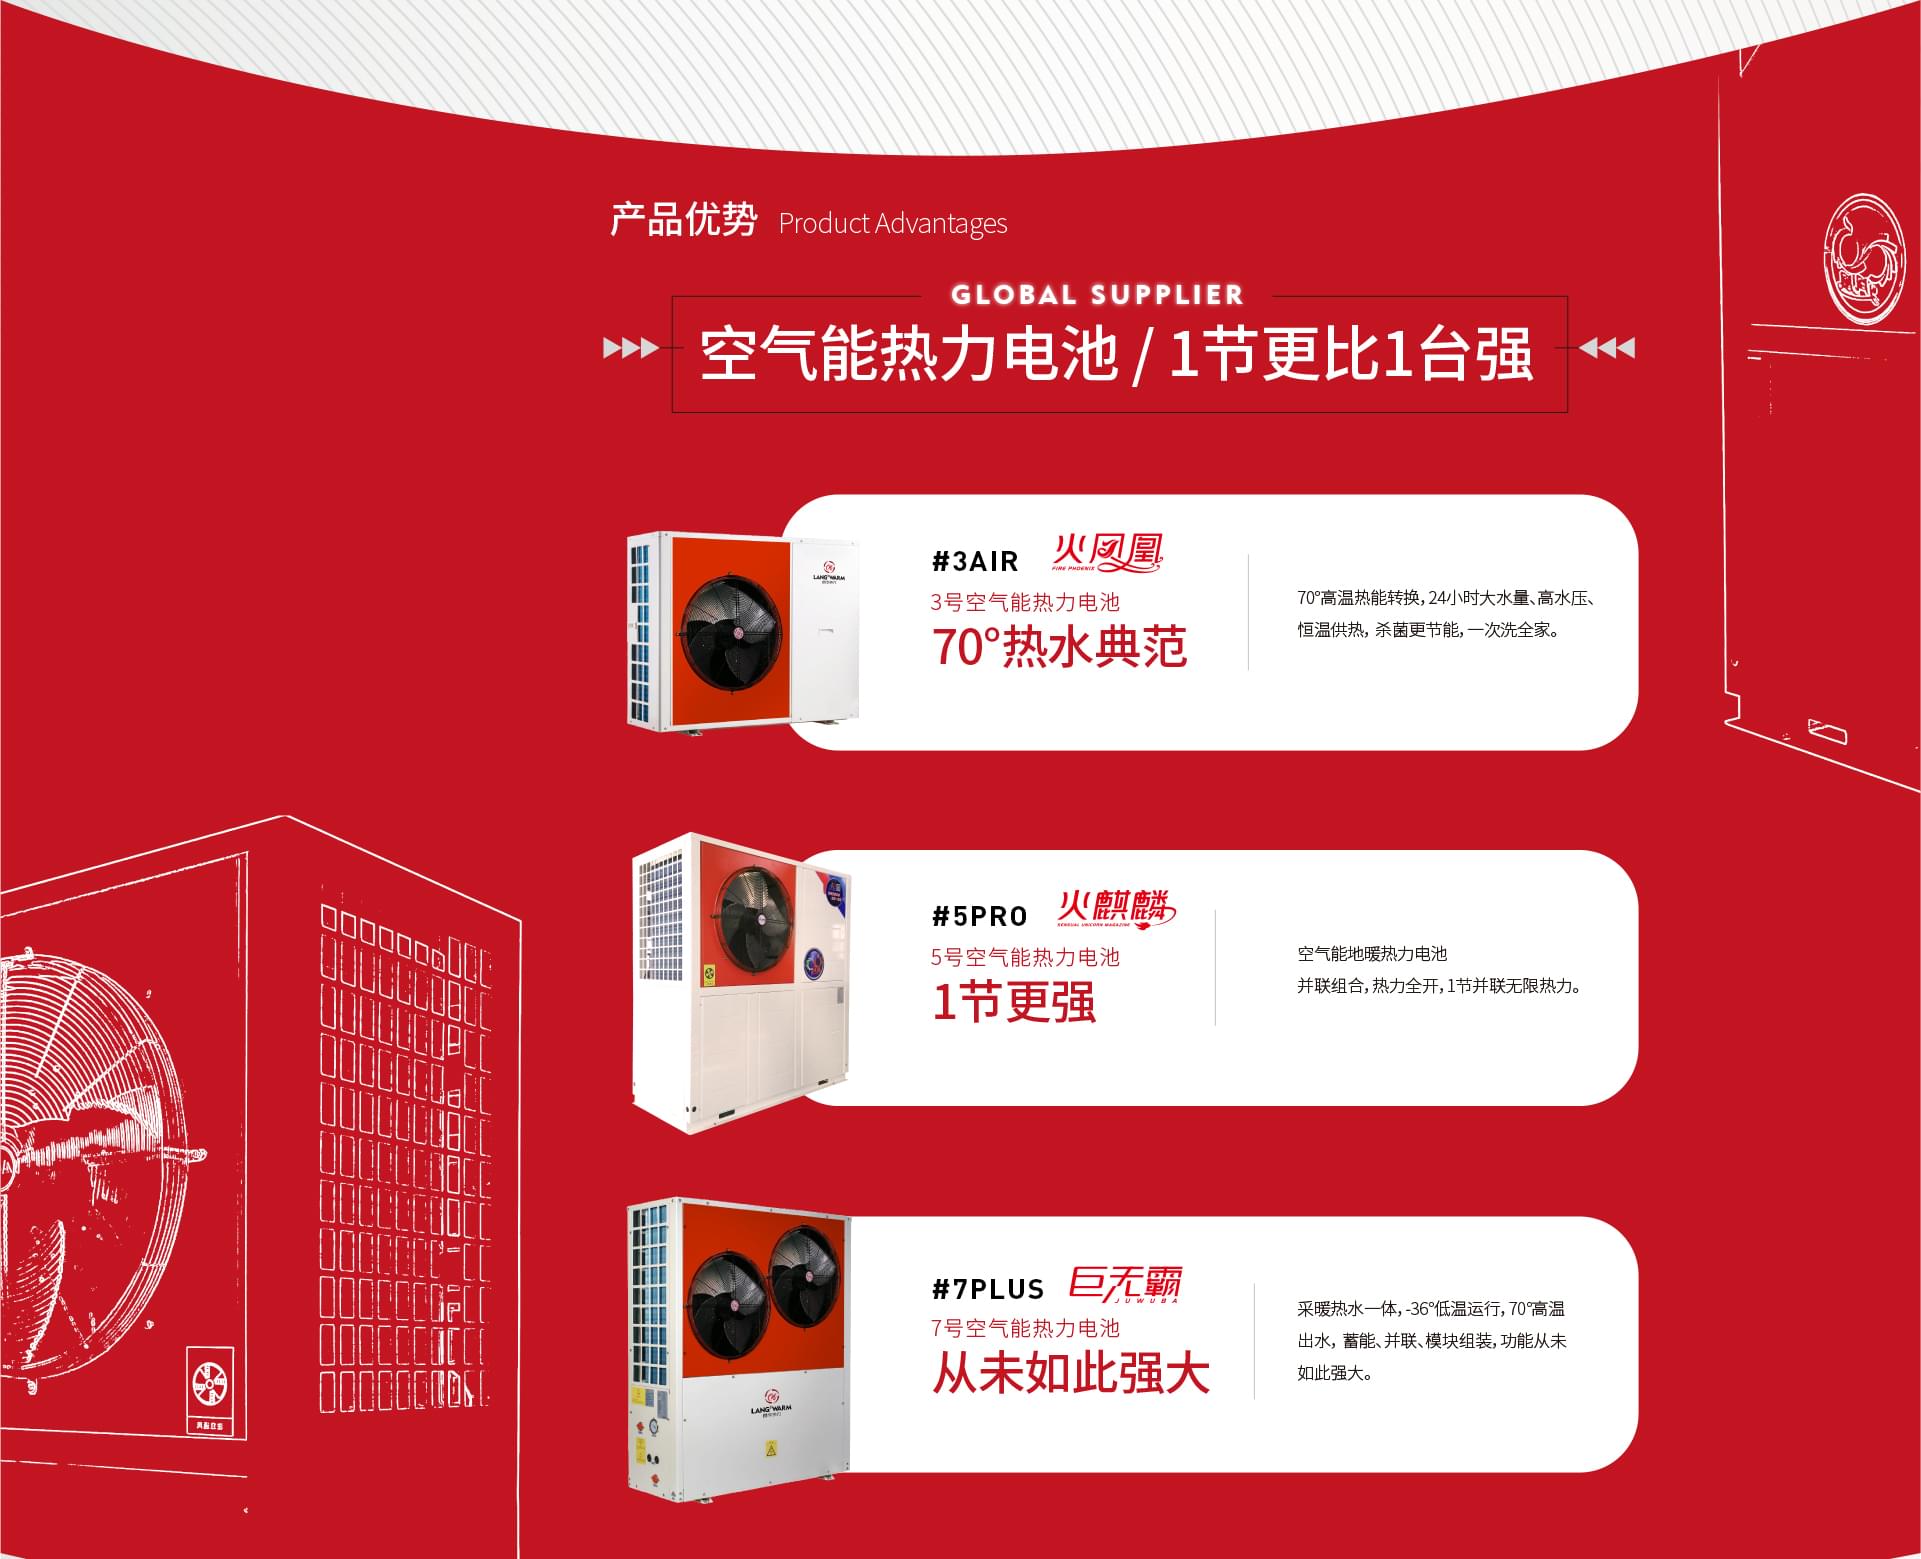 产品优势 Product Advantages
GLOBAL SUPPLIER
空气能热力电池 / 1节更比1台强
LANG WARM
#3AIR 火凤凰
FIRE PHOENIX
3号空气能热力电池
70°热水典范
70°高温热能转换，24小时大水量、高水压、
恒温供热，杀菌更节能，一次洗全家。
#5PRO 火麒麟
SENSUAL UNICORN MAGAZINE
5号空气能热力电池
1节更强
空气能地暖热力电池
并联组合，热力全开，1节并联无限热力。
#7PLUS 巨无霸
JUWUBA
7号空气能热力电池
从未如此强大
采暖热水一体，-36°低温运行，70°高温
出水，蓄能、并联、模块组装，功能从未
如此强大。
LANG WARM